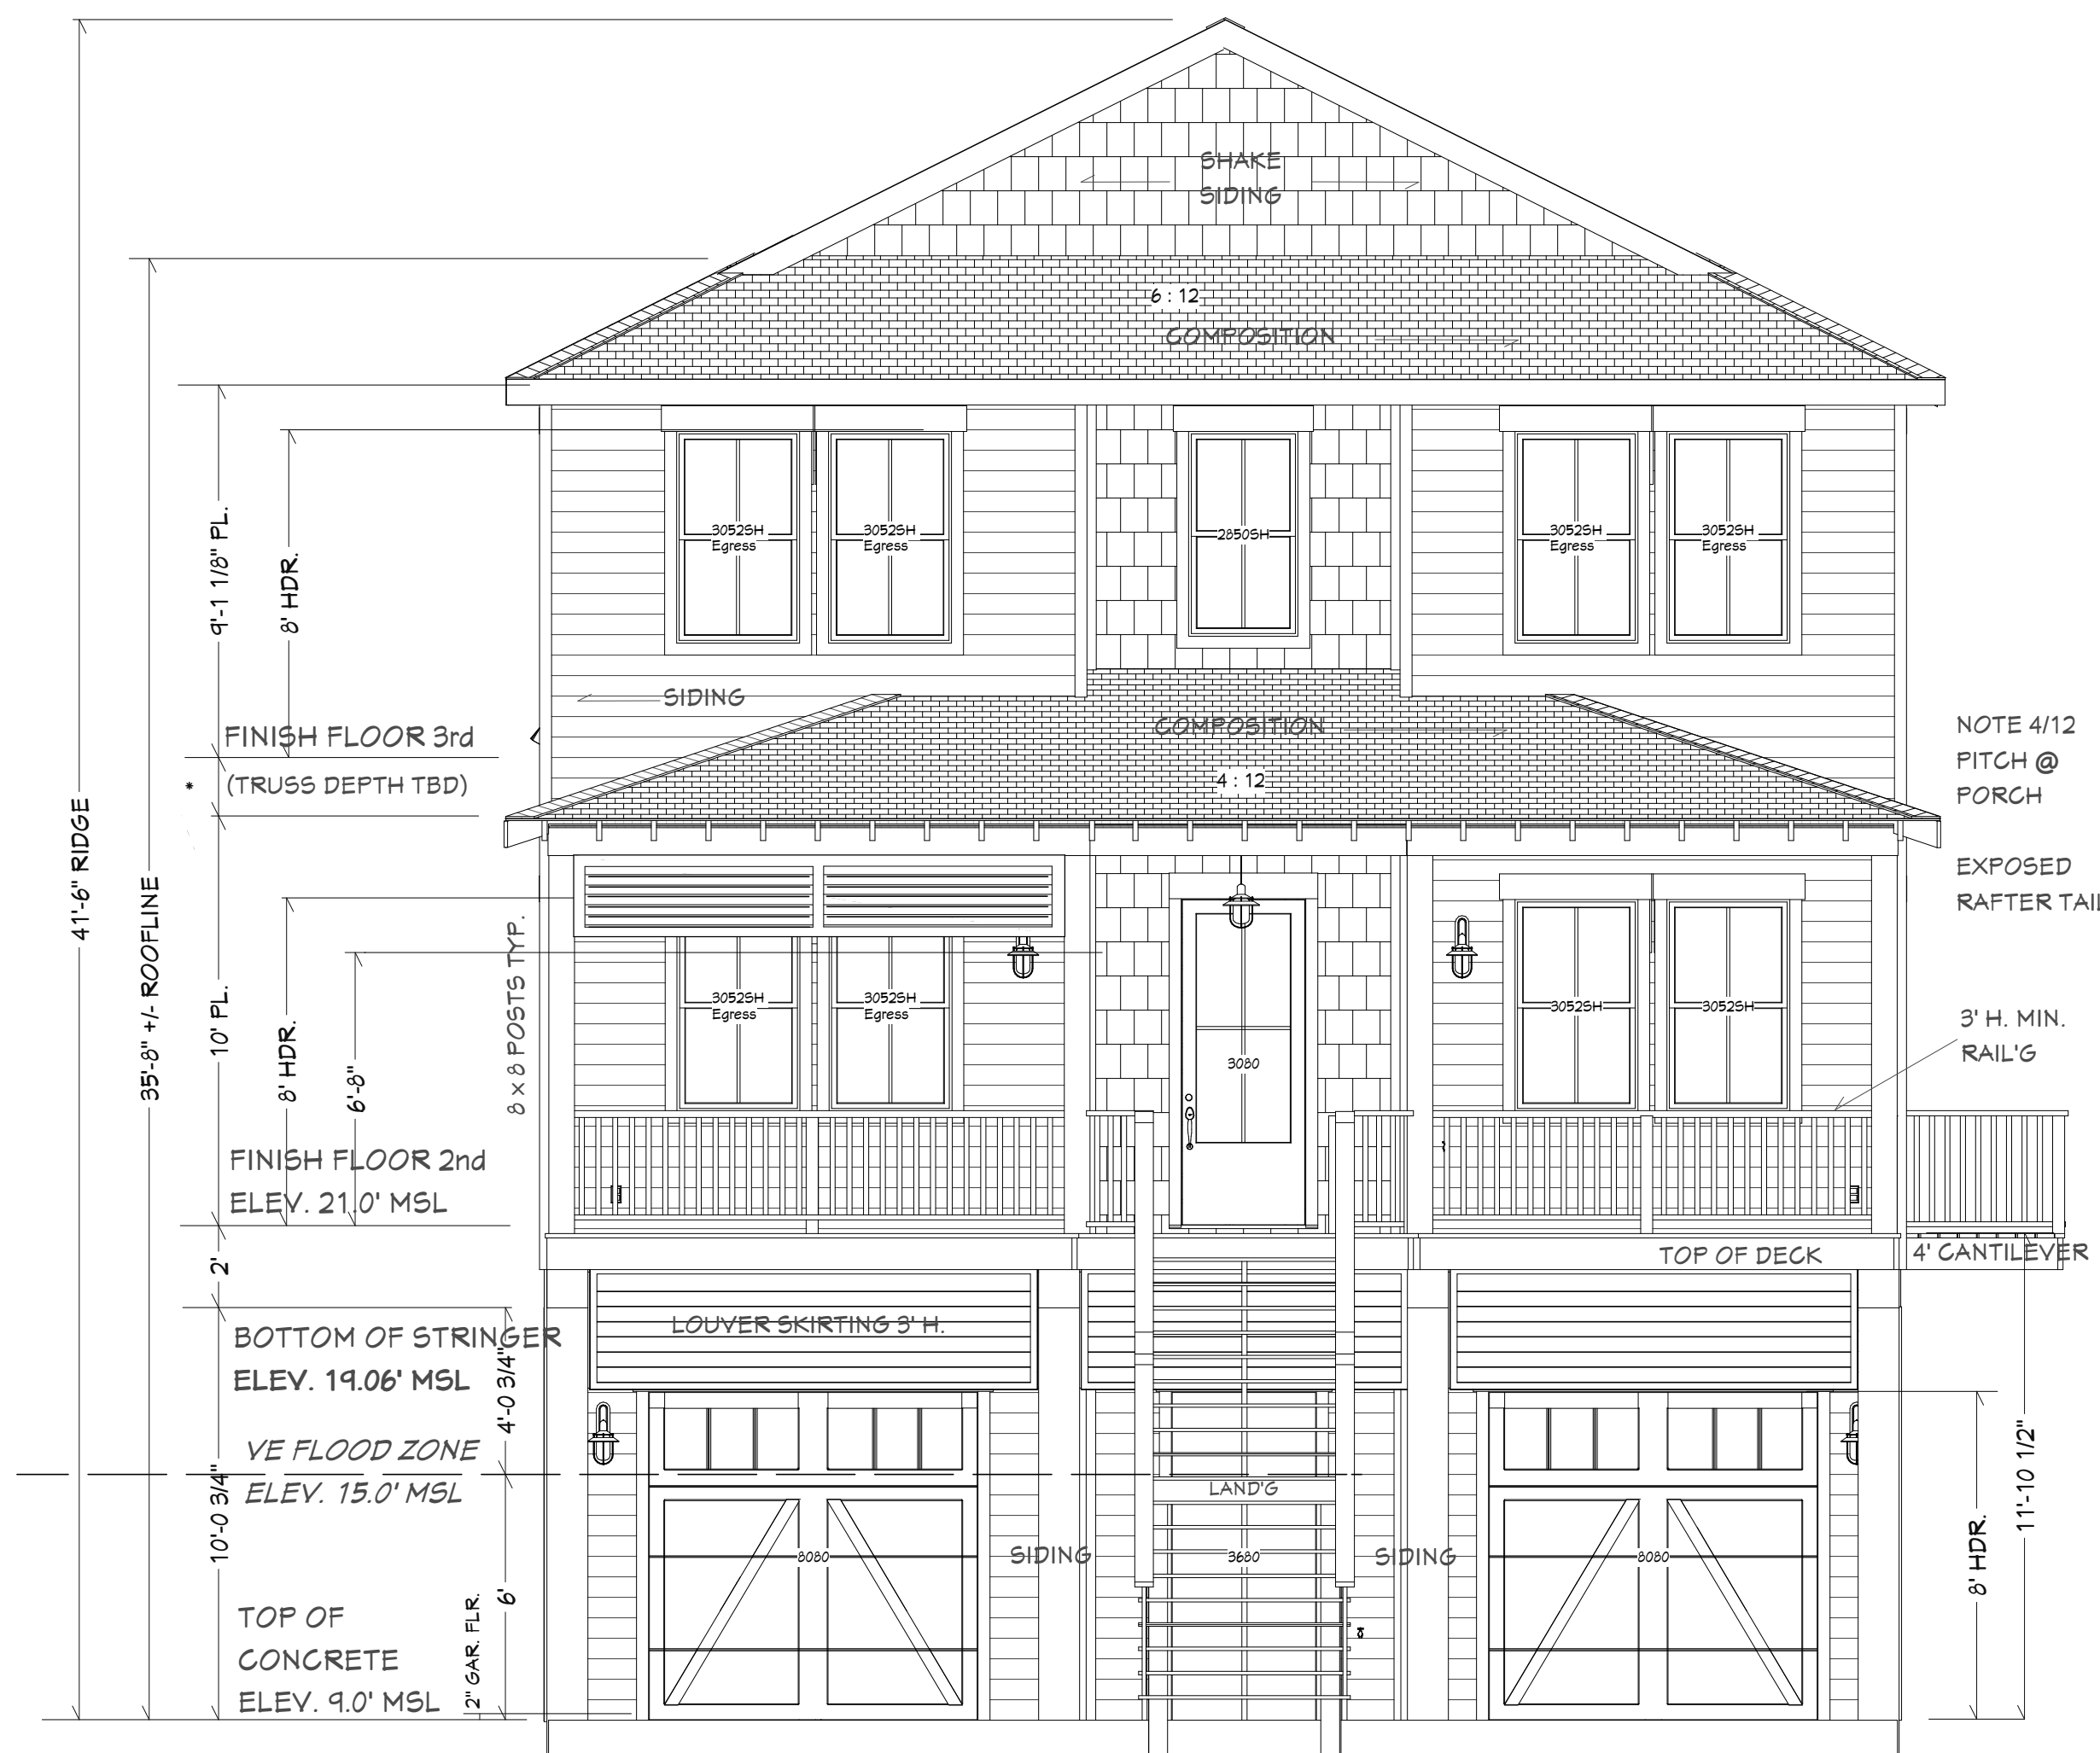 SHAKE
SIDING
6 : 12
COMPOSITION
3052SH
Egress
3052SH
Egress
2850SH
3052SH
Egress
3052SH
Egress
9'-1 1/8" PL.
8' HDR.
SIDING
COMPOSITION
4 : 12
FINISH FLOOR 3rd
* (TRUSS DEPTH TBD)
NOTE 4/12
PITCH @
PORCH
EXPOSED
RAFTER TAIL
41'-6" RIDGE
35'-8" +/- ROOFLINE
10' PL.
8' HDR.
6'-8"
8 x 8 POSTS TYP.
3052SH
Egress
3052SH
Egress
3080
3052SH
3052SH
3' H. MIN.
RAIL'G
FINISH FLOOR 2nd
ELEV. 21.0' MSL
2'
TOP OF DECK
4' CANTILEVER
BOTTOM OF STRINGER
ELEV. 19.06' MSL
LOUVER SKIRTING 3' H.
4'-0 3/4"
VE FLOOD ZONE
ELEV. 15.0' MSL
10'-0 3/4"
LAND'G
8080
SIDING
3680
SIDING
8080
8' HDR.
11'-10 1/2"
6'
2" GAR. FLR.
TOP OF
CONCRETE
ELEV. 9.0' MSL